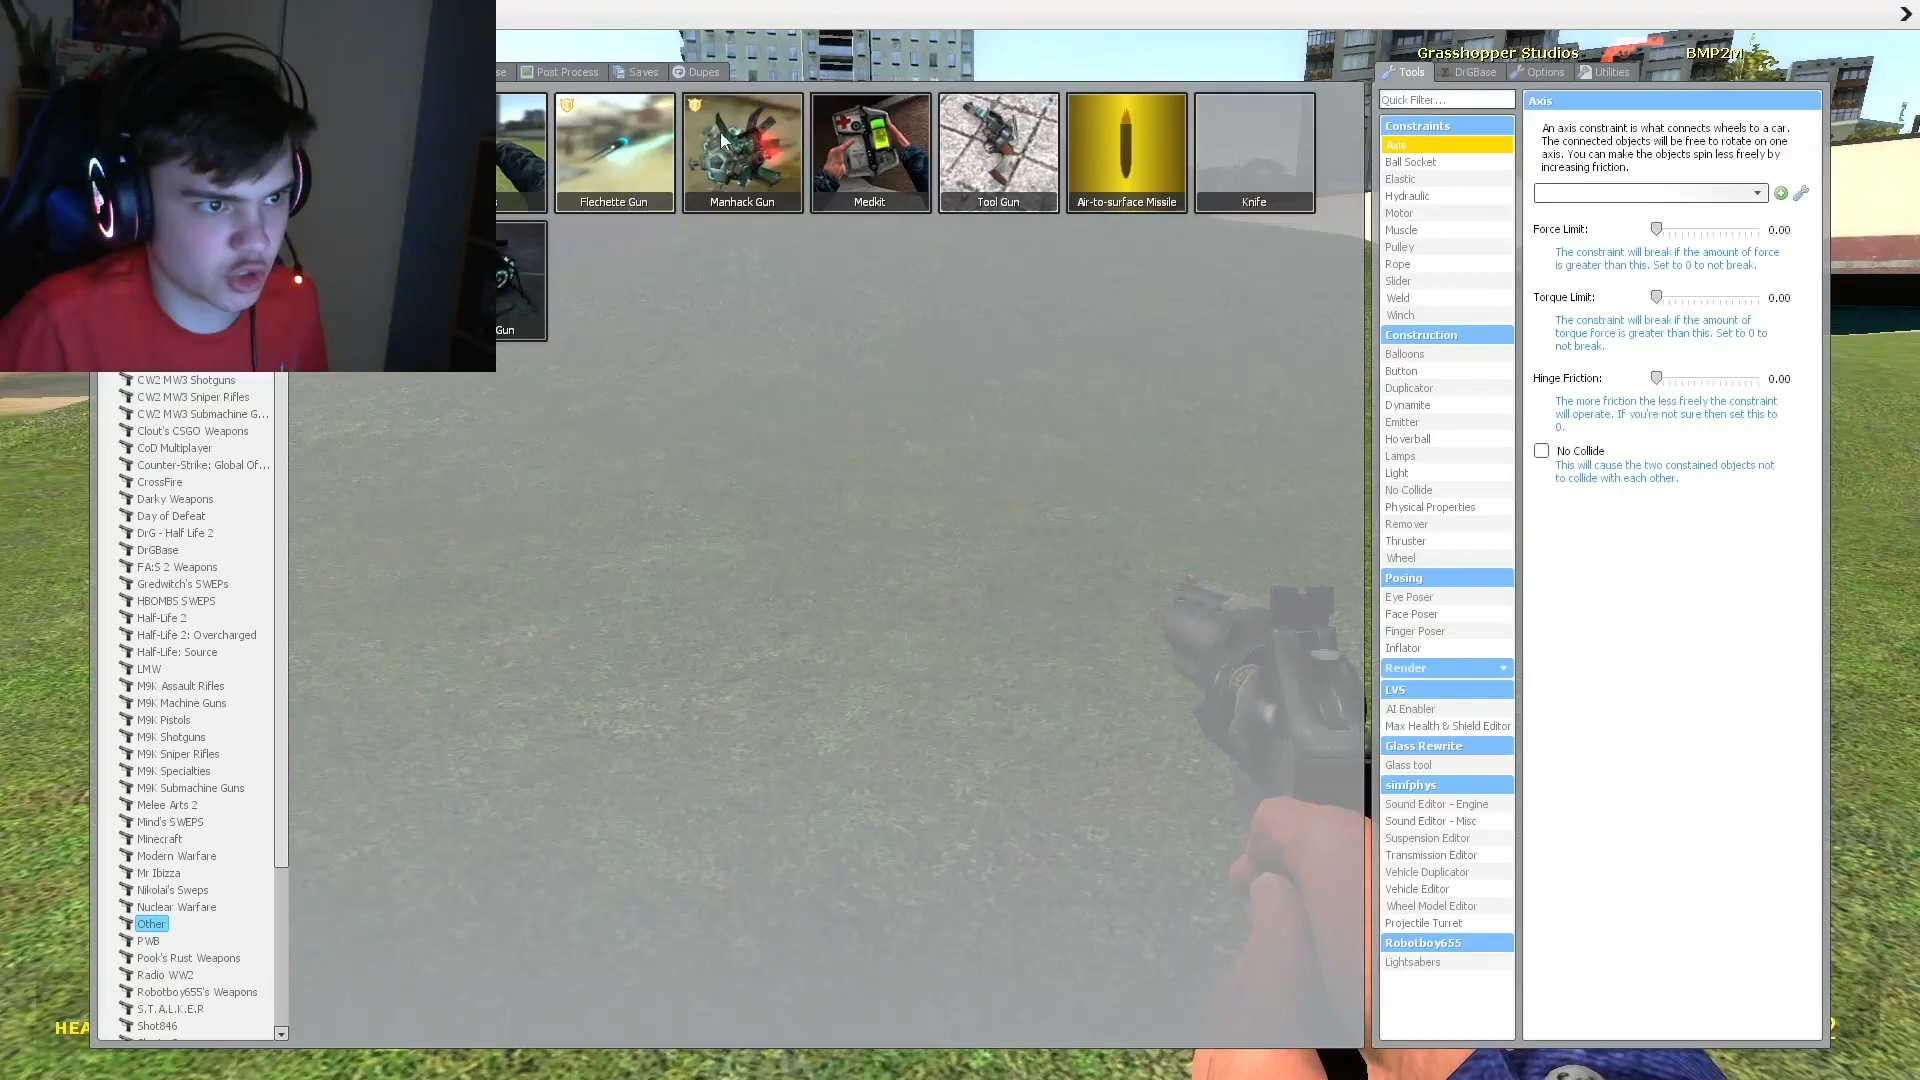 Grasshopper Studios
BMP2M
se
Post Process
Saves
Dupes
Tools
DrGBase
Options
Utilities
s
Flechette Gun
Manhack Gun
Medkit
Tool Gun
Air-to-surface Missile
Knife
Gun
CW2 MW3 Shotguns
CW2 MW3 Sniper Rifles
CW2 MW3 Submachine G...
Clout's CSGO Weapons
CoD Multiplayer
Counter-Strike: Global Of...
CrossFire
Darky Weapons
Day of Defeat
DrG - Half Life 2
DrGBase
FA:S 2 Weapons
Gredwitch's SWEPs
HBOMBS SWEPS
Half-Life 2
Half-Life 2: Overcharged
Half-Life: Source
LMW
M9K Assault Rifles
M9K Machine Guns
M9K Pistols
M9K Shotguns
M9K Sniper Rifles
M9K Specialties
M9K Submachine Guns
Melee Arts 2
Mind's SWEPS
Minecraft
Modern Warfare
Mr Ibizza
Nikolai's Sweps
Nuclear Warfare
Other
PWB
Pook's Rust Weapons
Radio WW2
Robotboy655's Weapons
S.T.A.L.K.E.R
Shot846
HEA
Quick Filter...
Constraints
Axis
Ball Socket
Elastic
Hydraulic
Motor
Muscle
Pulley
Rope
Slider
Weld
Winch
Construction
Balloons
Button
Duplicator
Dynamite
Emitter
Hoverball
Lamps
Light
No Collide
Physical Properties
Remover
Thruster
Wheel
Posing
Eye Poser
Face Poser
Finger Poser
Inflator
Render
LVS
AI Enabler
Max Health & Shield Editor
Glass Rewrite
Glass tool
simfphys
Sound Editor - Engine
Sound Editor - Misc
Suspension Editor
Transmission Editor
Vehicle Duplicator
Vehicle Editor
Wheel Model Editor
Projectile Turret
Robotboy655
Lightsabers
Axis
An axis constraint is what connects wheels to a car.
The connected objects will be free to rotate on one
axis. You can make the objects spin less freely by
increasing friction.
Force Limit: 0.00
The constraint will break if the amount of force
is greater than this. Set to 0 to not break.
Torque Limit: 0.00
The constraint will break if the amount of
torque force is greater than this. Set to 0 to
not break.
Hinge Friction: 0.00
The more friction the less freely the constraint
will operate. If you're not sure then set this to
0.
No Collide
This will cause the two constained objects not
to collide with each other.